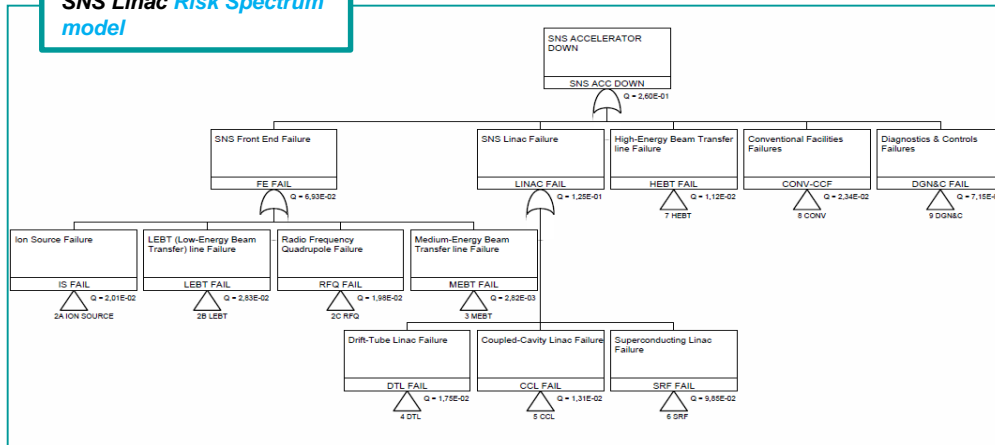 SNS Linac Risk Spectrum
model
SNS ACCELERATOR
DOWN
SNS ACC DOWN
Q = 2,60E-01
SNS Front End Failure
FE FAIL
Q = 6,93E-02
SNS Linac Failure
LINAC FAIL
Q = 1,25E-01
High-Energy Beam Transfer
line Failure
HEBT FAIL
Q = 1,12E-02
7 HEBT
Conventional Facilities
Failures
CONV-CCF
Q = 2,34E-02
8 CONV
Diagnostics & Controls
Failures
DGN&C FAIL
Q = 7,15E-
9 DGN&C
Ion Source Failure
IS FAIL
Q = 2,01E-02
2A ION SOURCE
LEBT (Low-Energy Beam
Transfer) line Failure
LEBT FAIL
Q = 2,83E-02
2B LEBT
Radio Frequency
Quadrupole Failure
RFQ FAIL
Q = 1,98E-02
2C RFQ
Medium-Energy Beam
Transfer line Failure
MEBT FAIL
Q = 2,82E-03
3 MEBT
Drift-Tube Linac Failure
DTL FAIL
Q = 1,75E-02
4 DTL
Coupled-Cavity Linac Failure
CCL FAIL
Q = 1,31E-02
5 CCL
Superconducting Linac
Failure
SRF FAIL
Q = 9,85E-02
6 SRF